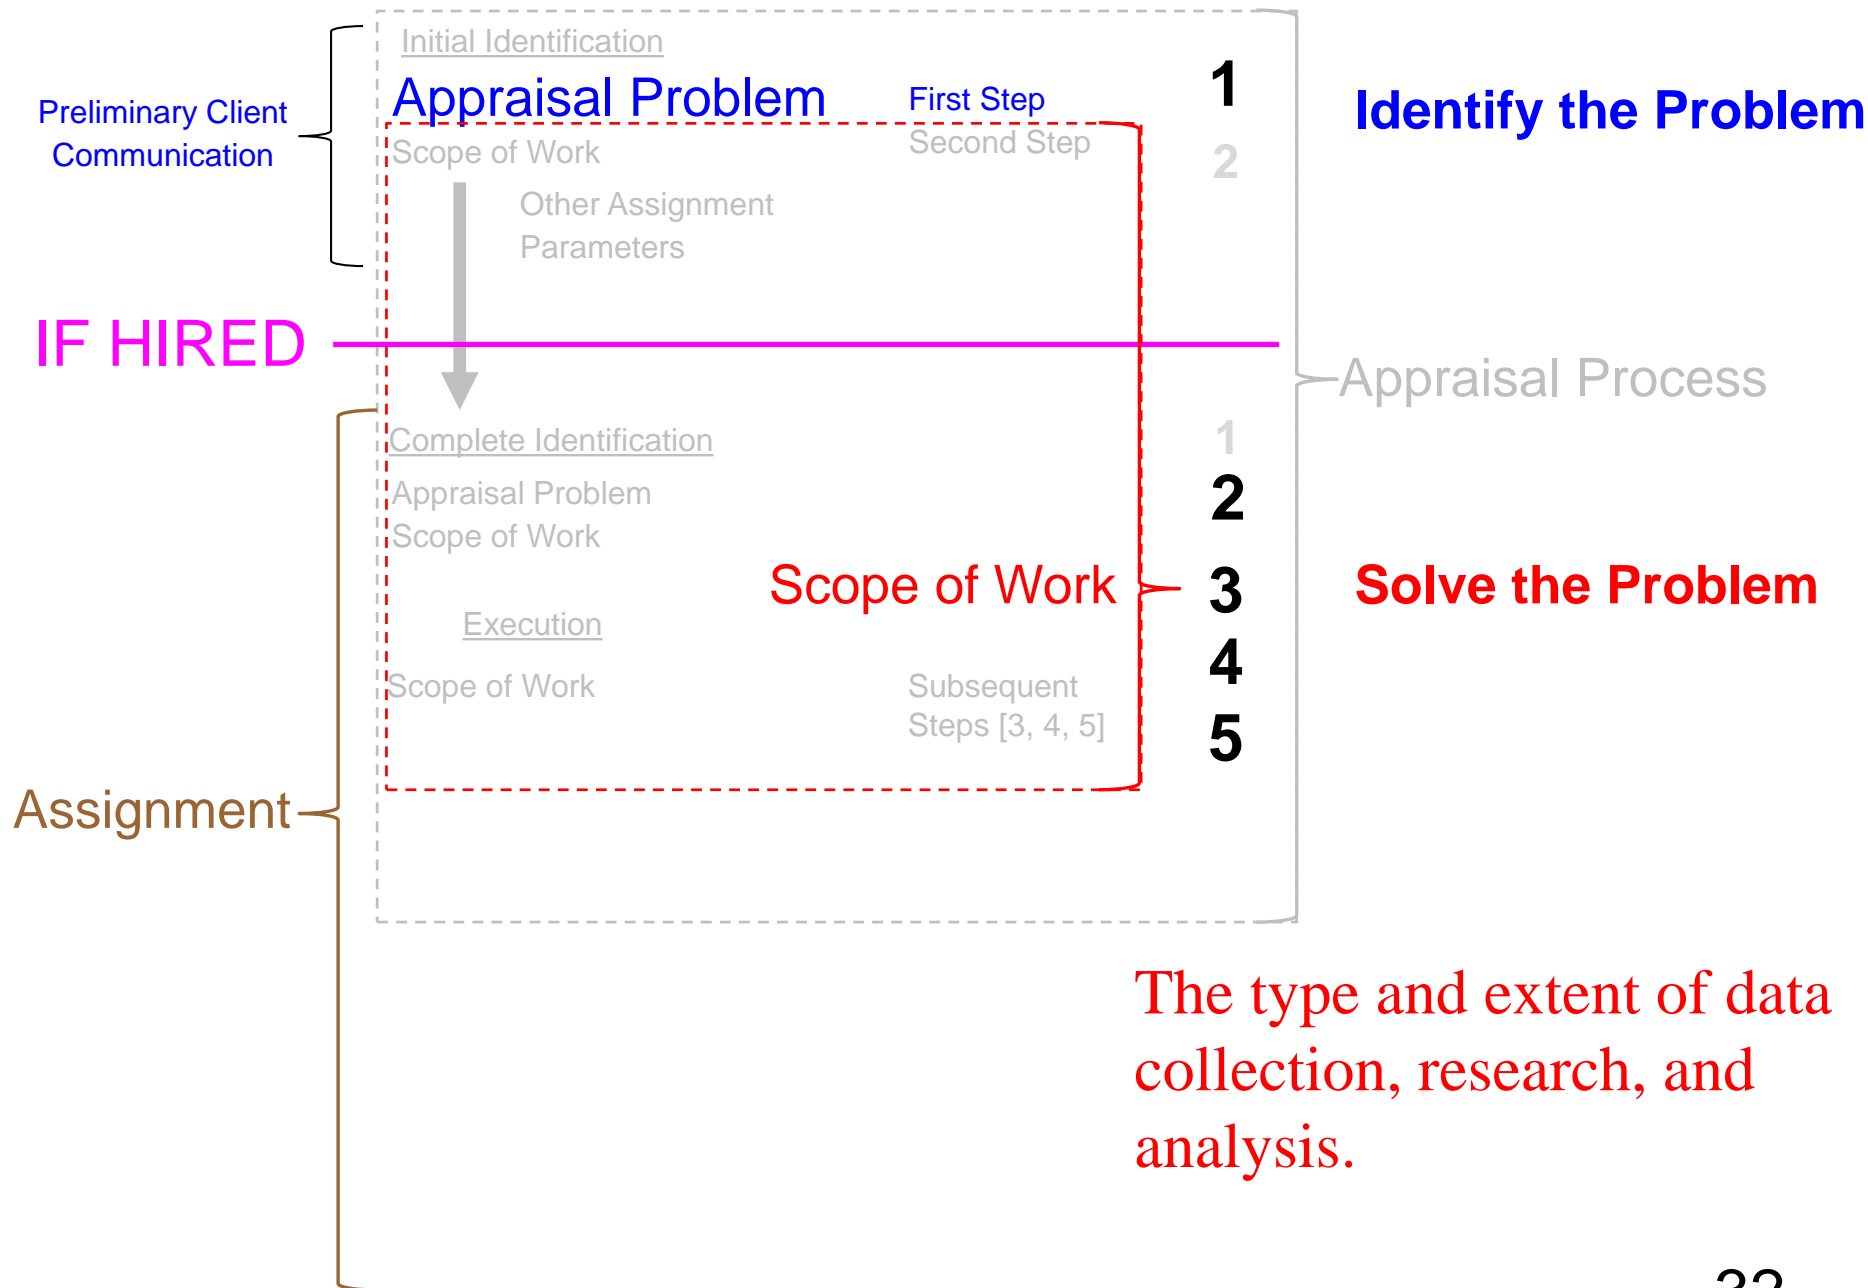 Initial Identification
Appraisal Problem First Step 1 Identify the Problem
Preliminary Client
Communication
Scope of Work Second Step 2
Other Assignment
Parameters
IF HIRED
Appraisal Process
Complete Identification 1
Appraisal Problem 2
Scope of Work
Scope of Work 3 Solve the Problem
Execution
4
Scope of Work Subsequent
Steps [3, 4, 5] 5
Assignment
The type and extent of data
collection, research, and
analysis.
32